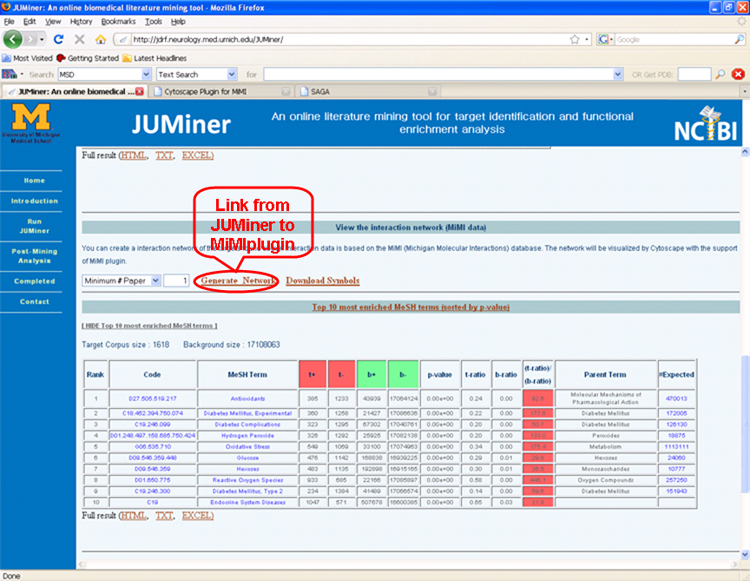 JUMiner: An online biomedical literature mining tool - Mozilla Firefox
File Edit View History Bookmarks Tools Help
http://jdrf.neurology.med.umich.edu/JUMiner/
Google
Most Visited Getting Started Latest Headlines
Search MSD Text Search for OR Get PDB:
JUMiner: An online biomedical ... Cytoscape Plugin for MiMI SAGA
M
University of Michigan
Medical School
JUMiner
An online literature mining tool for target identification and functional
enrichment analysis
NCIBI
Home
Introduction
Run
JUMiner
Post-Mining
Analysis
Completed
Contact
Full result (HTML, TXT, EXCEL)
Link from
JUMiner to
MiMIplugin
View the interaction network (MiMI data)
You can create a interaction network of the
interaction data is based on the MiMI (Michigan Molecular Interactions) database. The network will be visualized by Cytoscape with the support
of MiMI plugin.
Minimum # Paper 1 Generate Network Download Symbols
Top 10 most enriched MeSH terms (sorted by p-value)
[ HIDE Top 10 most enriched MeSH terms ]
Target Corpus size : 1618 Background size : 17108063
Rank Code MeSH Term t+ t- b+ b- p-value t-ratio b-ratio (t-ratio)/(b-ratio) Parent Term #Expected
1 D27.505.519.217 Antioxidants 385 1233 43939 17064124 0.00e+00 0.24 0.00 Molecular Mechanisms of Pharmacological Action 470013
2 C18.452.394.750.074 Diabetes Mellitus, Experimental 360 1258 21427 17086636 0.00e+00 0.22 0.00 Diabetes Mellitus 172005
3 C19.246.099 Diabetes Complications 323 1295 67302 17040761 0.00e+00 0.20 0.00 Diabetes Mellitus 126130
4 D01.248.497.158.685.750.424 Hydrogen Peroxide 326 1292 25925 17082138 0.00e+00 0.20 0.00 Peroxides 18875
5 G06.535.710 Oxidative Stress 549 1069 33100 17074963 0.00e+00 0.34 0.00 Metabolism 1113111
6 D09.546.359.448 Glucose 476 1142 168838 16939225 0.00e+00 0.29 0.01 Hexoses 24060
7 D09.546.359 Hexoses 483 1135 192898 16915165 0.00e+00 0.30 0.01 Monosaccharides 10777
8 D01.650.775 Reactive Oxygen Species 933 685 22166 17085897 0.00e+00 0.58 0.00 Oxygen Compounds 257250
9 C19.246.300 Diabetes Mellitus, Type 2 234 1384 41489 17066574 0.00e+00 0.14 0.00 Diabetes Mellitus 151943
10 C19 Endocrine System Diseases 1047 571 507678 16600385 0.00e+00 0.65 0.03
Full result (HTML, TXT, EXCEL)
Done